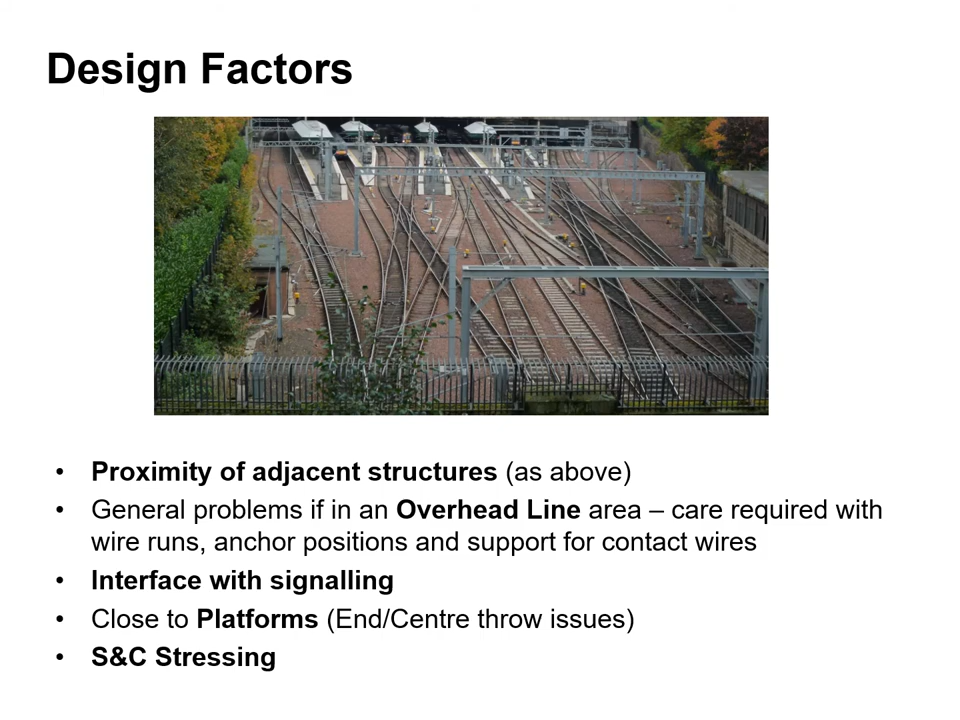 Design Factors
• Proximity of adjacent structures (as above)
• General problems if in an Overhead Line area – care required with
wire runs, anchor positions and support for contact wires
• Interface with signalling
• Close to Platforms (End/Centre throw issues)
• S&C Stressing